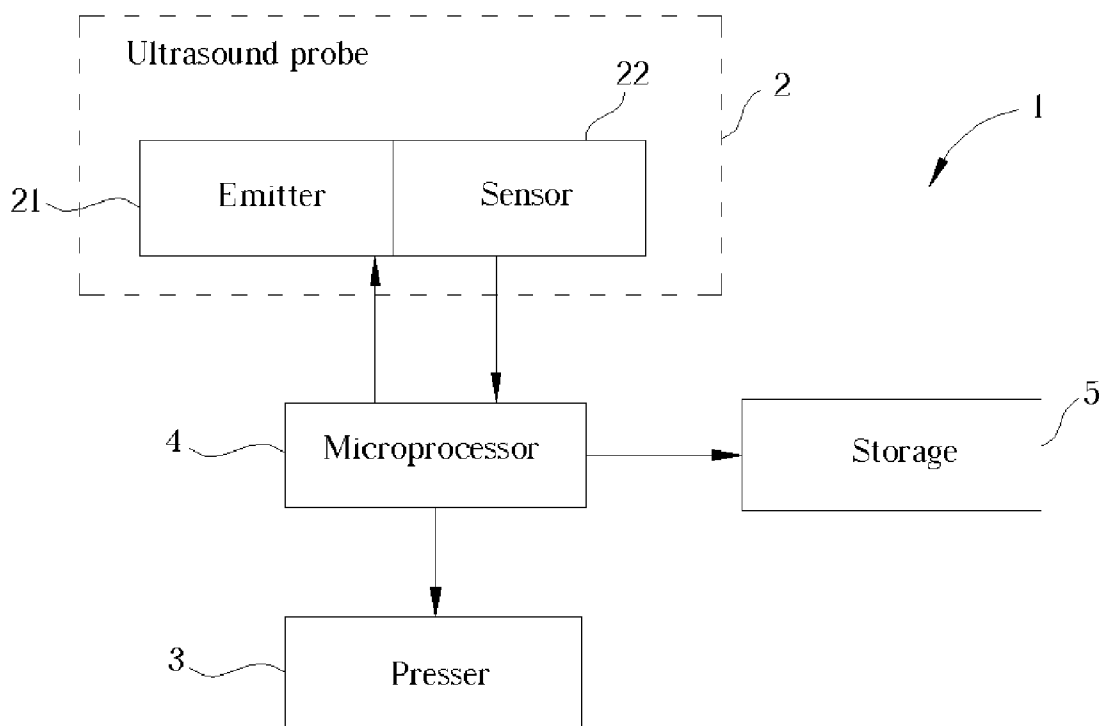 Ultrasound probe
22
2
1
21
Emitter
Sensor
4
Microprocessor
5
Storage
3
Presser